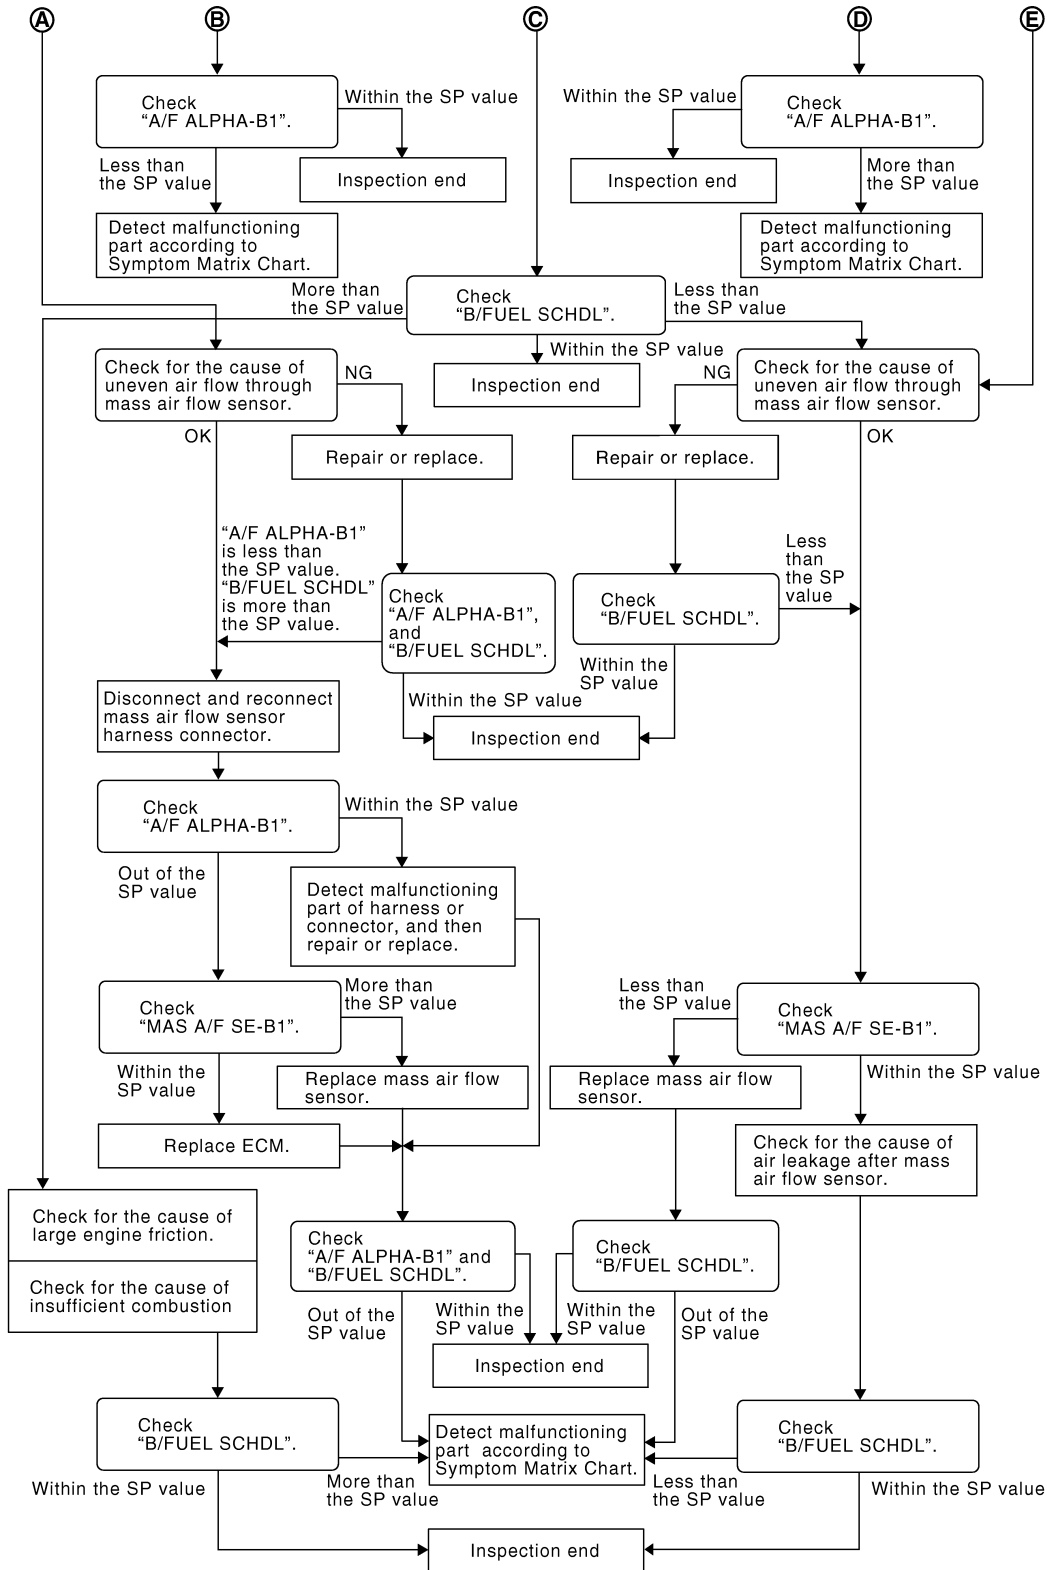 A
B
C
D
E
Check
“A/F ALPHA-B1”.
Within the SP value
Less than
the SP value
Inspection end
Detect malfunctioning
part according to
Symptom Matrix Chart.
Within the SP value
Check
“A/F ALPHA-B1”.
Inspection end
More than
the SP value
Detect malfunctioning
part according to
Symptom Matrix Chart.
More than
the SP value
Check
“B/FUEL SCHDL”.
Less than
the SP value
Within the SP value
Inspection end
Check for the cause of
uneven air flow through
mass air flow sensor.
NG
OK
Repair or replace.
NG
Check for the cause of
uneven air flow through
mass air flow sensor.
OK
Repair or replace.
“A/F ALPHA-B1”
is less than
the SP value.
“B/FUEL SCHDL”
is more than
the SP value.
Check
“A/F ALPHA-B1”,
and
“B/FUEL SCHDL”.
Check
“B/FUEL SCHDL”.
Less
than
the SP
value
Within the
SP value
Within the SP value
Inspection end
Disconnect and reconnect
mass air flow sensor
harness connector.
Check
“A/F ALPHA-B1”.
Within the SP value
Out of the
SP value
Detect malfunctioning
part of harness or
connector, and then
repair or replace.
Check
“MAS A/F SE-B1”.
More than
the SP value
Less than
the SP value
Check
“MAS A/F SE-B1”.
Within the
SP value
Replace mass air flow
sensor.
Replace mass air flow
sensor.
Within the SP value
Replace ECM.
Check for the cause of
air leakage after mass
air flow sensor.
Check for the cause of
large engine friction.
Check for the cause of
insufficient combustion
Check
“A/F ALPHA-B1” and
“B/FUEL SCHDL”.
Check
“B/FUEL SCHDL”.
Out of the
SP value
Within the
SP value
Within the
SP value
Out of the
SP value
Inspection end
Check
“B/FUEL SCHDL”.
Detect malfunctioning
part according to
Symptom Matrix Chart.
Check
“B/FUEL SCHDL”.
Within the SP value
More than
the SP value
Less than
the SP value
Within the SP value
Inspection end